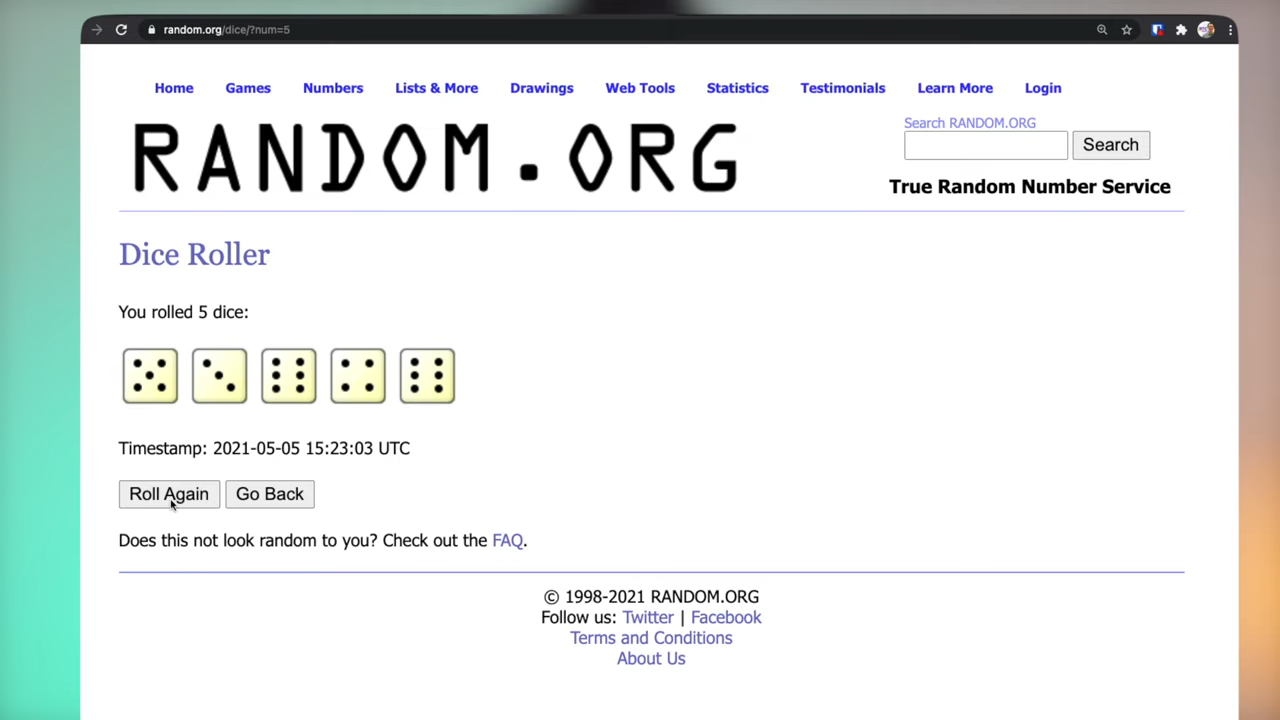 random.org/dice/?num=5
Home Games Numbers Lists & More Drawings Web Tools Statistics Testimonials Learn More Login
RANDOM.ORG
Search RANDOM.ORG
Search
True Random Number Service
Dice Roller
You rolled 5 dice:
Timestamp: 2021-05-05 15:23:03 UTC
Roll Again Go Back
Does this not look random to you? Check out the FAQ.
© 1998-2021 RANDOM.ORG
Follow us: Twitter | Facebook
Terms and Conditions
About Us